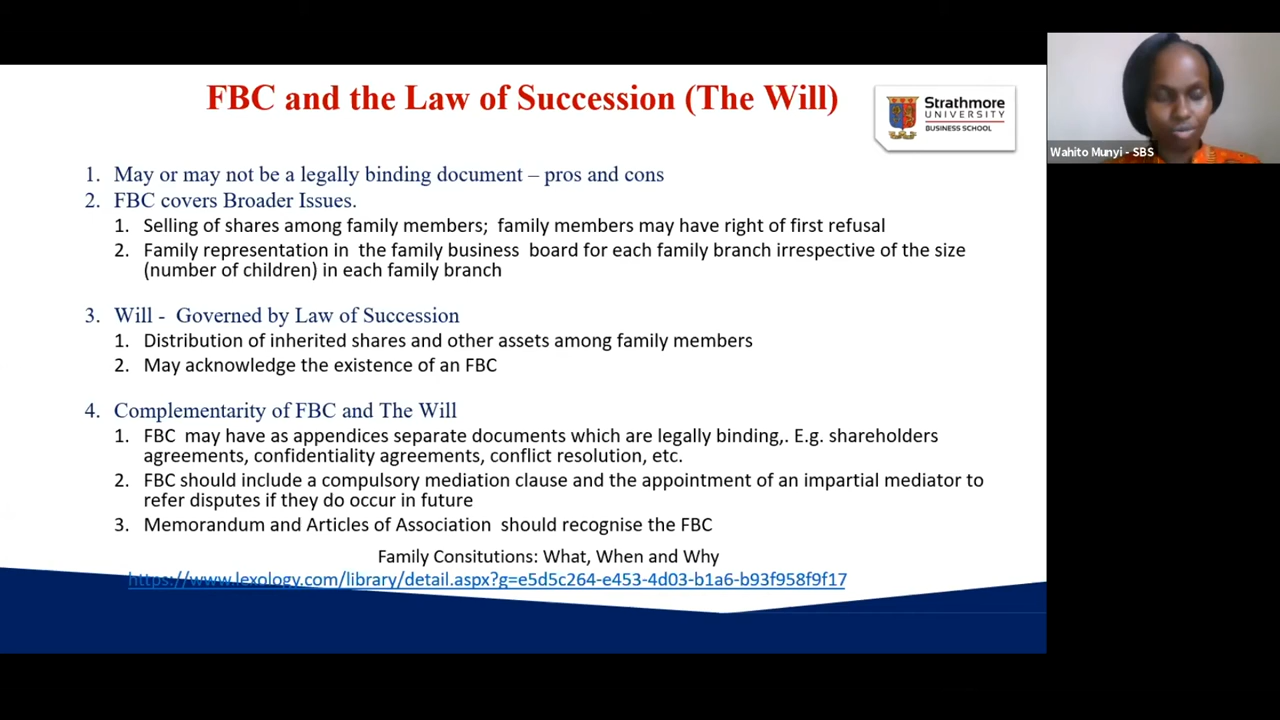 FBC and the Law of Succession (The Will)
Strathmore
UNIVERSITY
BUSINESS SCHOOL
Wahito Munyi - SBS
1. May or may not be a legally binding document – pros and cons
2. FBC covers Broader Issues.
1. Selling of shares among family members; family members may have right of first refusal
2. Family representation in the family business board for each family branch irrespective of the size
(number of children) in each family branch
3. Will - Governed by Law of Succession
1. Distribution of inherited shares and other assets among family members
2. May acknowledge the existence of an FBC
4. Complementarity of FBC and The Will
1. FBC may have as appendices separate documents which are legally binding,. E.g. shareholders
agreements, confidentiality agreements, conflict resolution, etc.
2. FBC should include a compulsory mediation clause and the appointment of an impartial mediator to
refer disputes if they do occur in future
3. Memorandum and Articles of Association should recognise the FBC
Family Consitutions: What, When and Why
https://www.lexology.com/library/detail.aspx?g=e5d5c264-e453-4d03-b1a6-b93f958f9f17